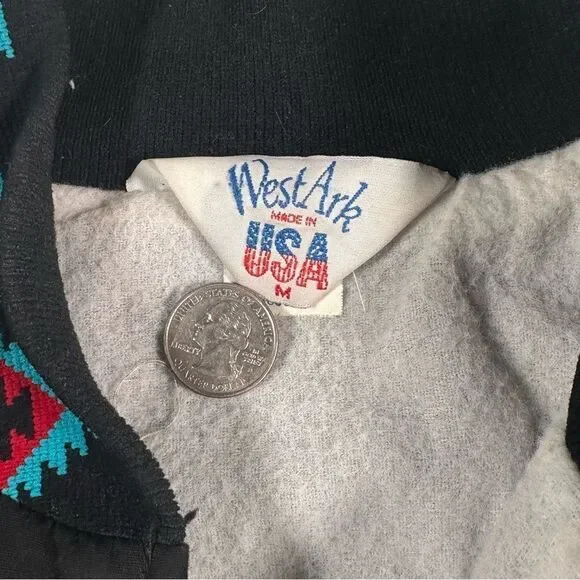 WestArk
MADE IN
USA
M
UNITED STATES OF AMERICA
LIBERTY
IN
GOD WE
TRUST
QUARTER DOLLAR